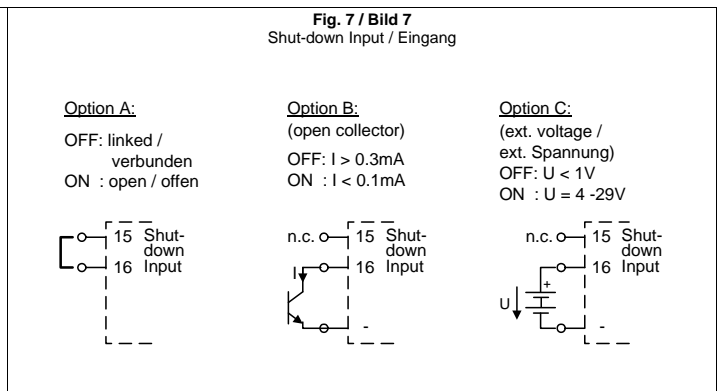 Fig. 7 / Bild 7
Shut-down Input / Eingang
Option A:
OFF: linked /
verbunden
ON : open / offen
15 Shut-
down
16 Input
Option B:
(open collector)
OFF: I > 0.3mA
ON : I < 0.1mA
n.c. 15 Shut-
down
I 16 Input
-
Option C:
(ext. voltage /
ext. Spannung)
OFF: U < 1V
ON : U = 4 -29V
n.c. 15 Shut-
down
16 Input
+
U
-